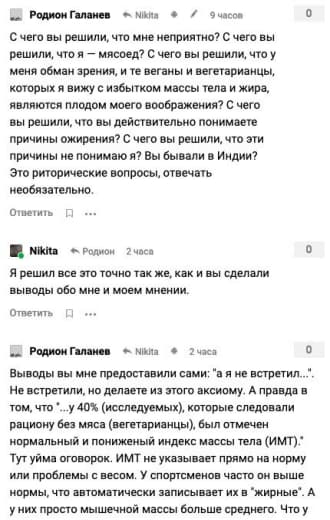 Родион Галанев Nikita 9 часов 0
С чего вы решили, что мне неприятно? С чего вы
решили, что я — мясоед? С чего вы решили, что у
меня обман зрения, и те веганы и вегетарианцы,
которых я вижу с избытком массы тела и жира,
являются плодом моего воображения? С чего
вы решили, что вы действительно понимаете
причины ожирения? С чего вы решили, что эти
причины не понимаю я? Вы бывали в Индии?
Это риторические вопросы, отвечать
необязательно.
Ответить
Nikita Родион 2 часа 0
Я решил все это точно так же, как и вы сделали
выводы обо мне и моем мнении.
Ответить
Родион Галанев Nikita 2 часа 0
Выводы вы мне предоставили сами: "а я не встретил...".
Не встретили, но делаете из этого аксиому. А правда в
том, что "...у 40% (исследуемых), которые следовали
рациону без мяса (вегетарианцы), был отмечен
нормальный и пониженный индекс массы тела (ИМТ)."
Тут уйма оговорок. ИМТ не указывает прямо на норму
или проблемы с весом. У спортсменов часто он выше
нормы, что автоматически записывает их в "жирные". А
у них просто мышечной массы больше среднего. Что у